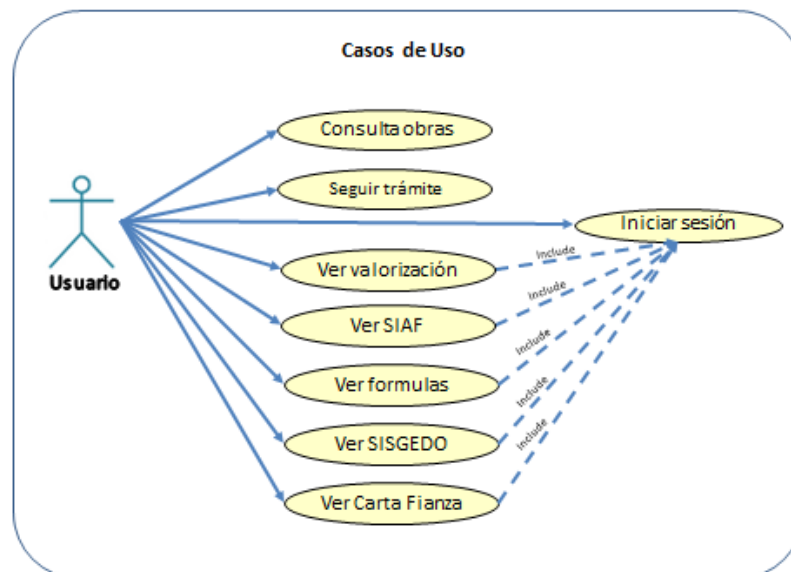 Casos de Uso
Consulta obras
Seguir trámite
Iniciar sesión
Usuario
Ver valorización
Include
Ver SIAF
Include
Ver formulas
Include
Ver SISGEDO
Include
Ver Carta Fianza
Include